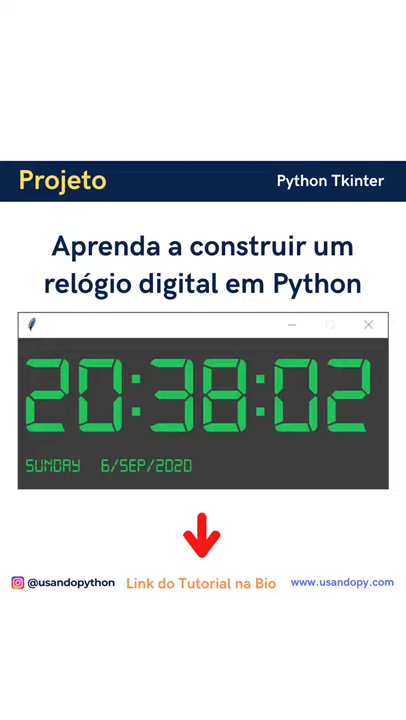 Projeto
Python Tkinter
Aprenda a construir um
relógio digital em Python
20:38:02
SUNDAY 6/SEP/2020
@usandopython Link do Tutorial na Bio www.usandopy.com